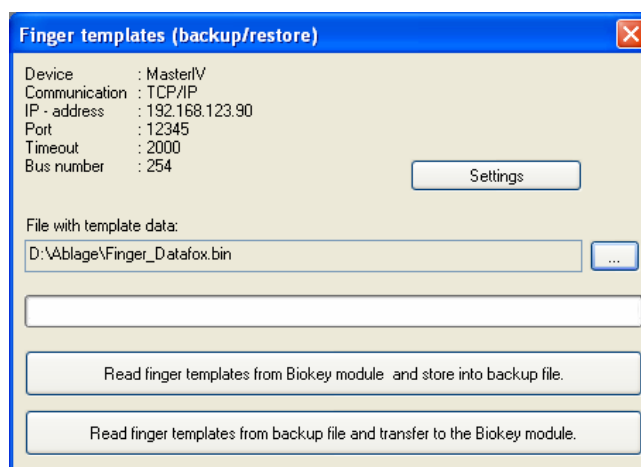 Finger templates (backup/restore)
Device : MasterIV
Communication : TCP/IP
IP - address : 192.168.123.90
Port : 12345
Timeout : 2000
Bus number : 254
Settings
File with template data:
D:\Ablage\Finger_Datafox.bin
...
Read finger templates from Biokey module and store into backup file.
Read finger templates from backup file and transfer to the Biokey module.